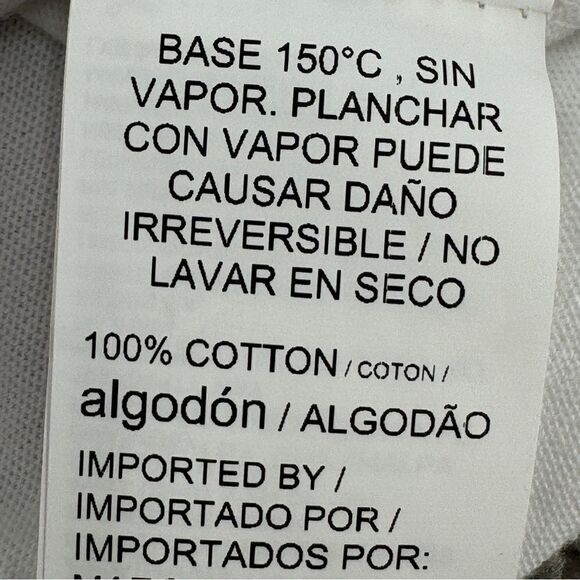 BASE 150°C , SIN
VAPOR. PLANCHAR
CON VAPOR PUEDE
CAUSAR DAÑO
IRREVERSIBLE / NO
LAVAR EN SECO
100% COTTON / COTON /
algodón / ALGODÃO
IMPORTED BY /
IMPORTADO POR /
IMPORTADOS POR: